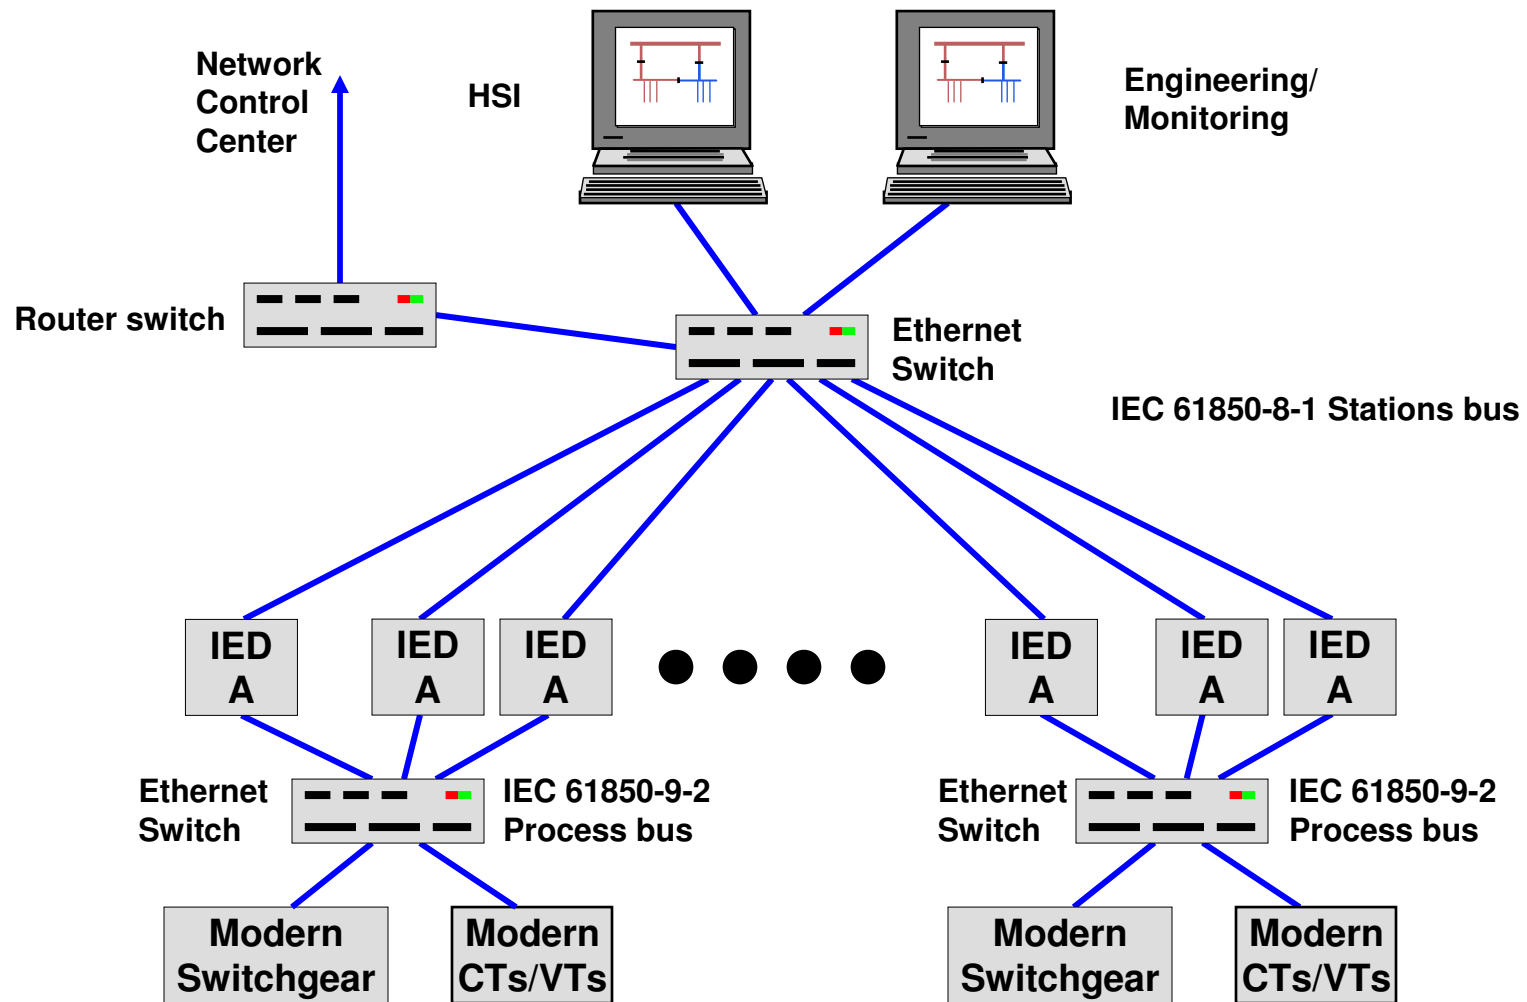 Network
Control
Center
HSI
Engineering/
Monitoring
Router switch
Ethernet
Switch
IEC 61850-8-1 Stations bus
IED
A
IED
A
IED
A
IED
A
IED
A
IED
A
Ethernet
Switch
IEC 61850-9-2
Process bus
Ethernet
Switch
IEC 61850-9-2
Process bus
Modern
Switchgear
Modern
CTs/VTs
Modern
Switchgear
Modern
CTs/VTs